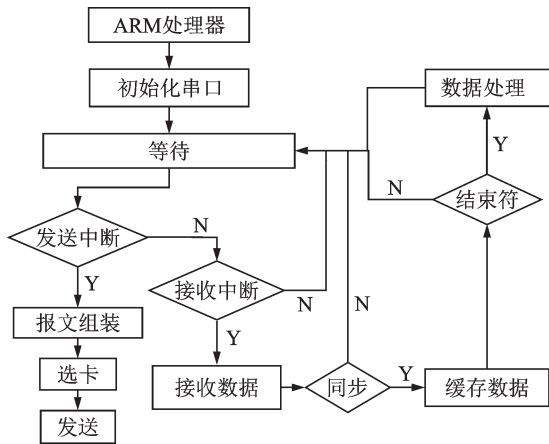 ARM处理器
初始化串口
数据处理
等待
Y
N
结束符
发送中断
N
Y
接收中断
N
N
报文组装
Y
选卡
接收数据
同步
Y
缓存数据
发送